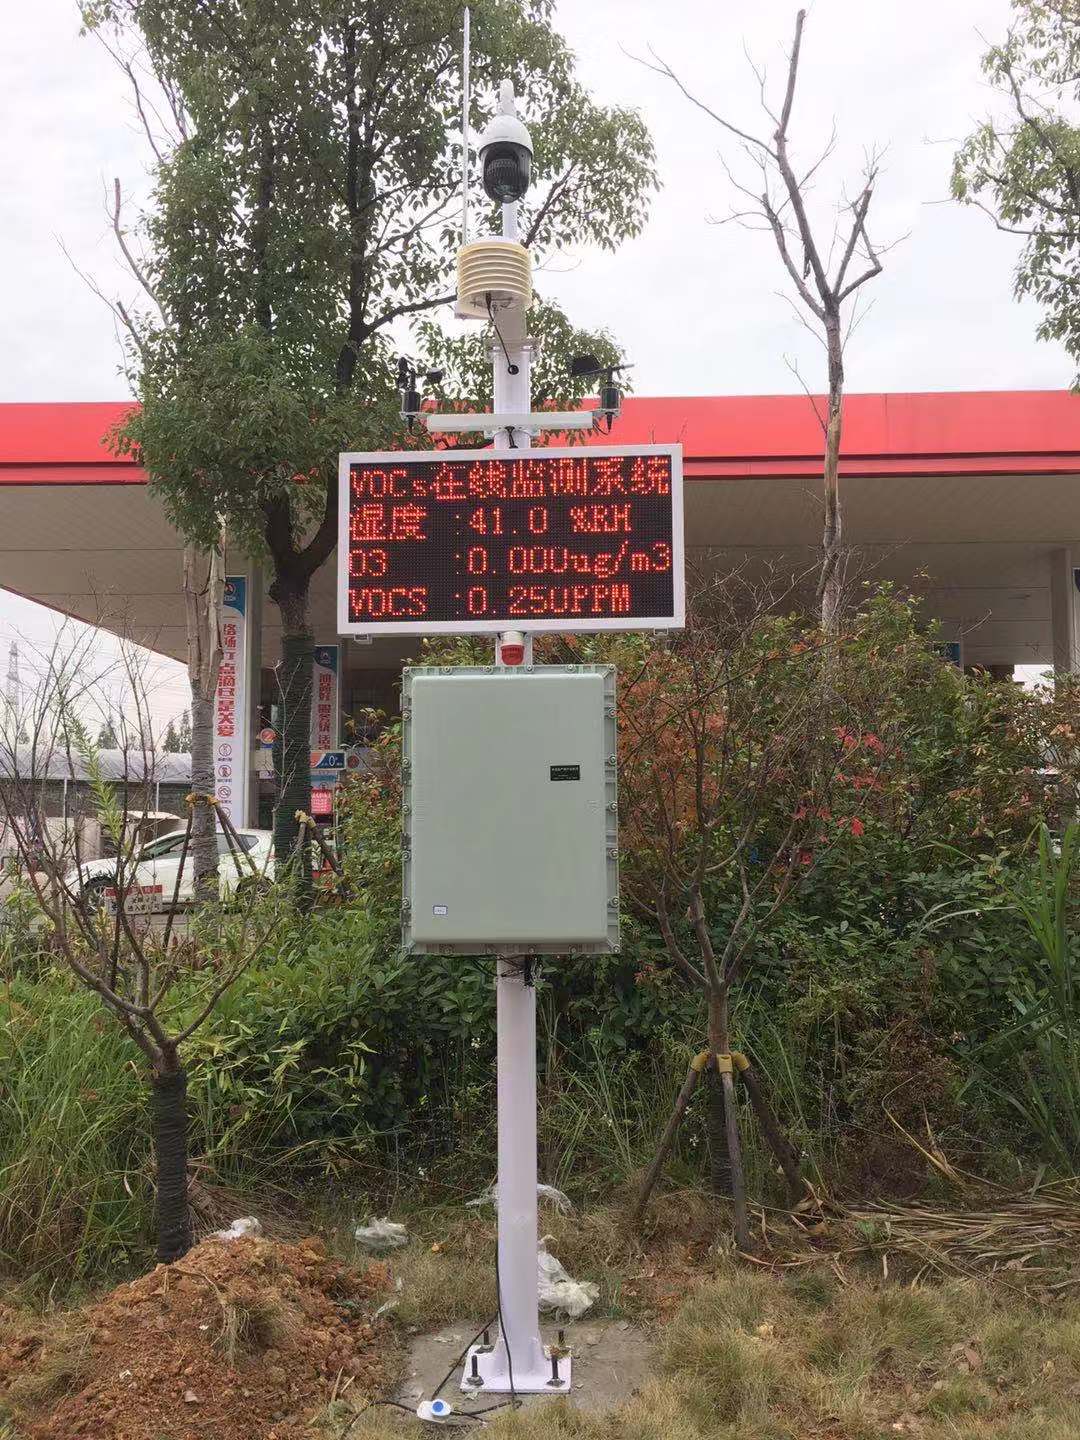 VOCs在线监测系统
湿度 :41.0 %RH
O3 :0.000ug/m3
VOCS :0.250PPM